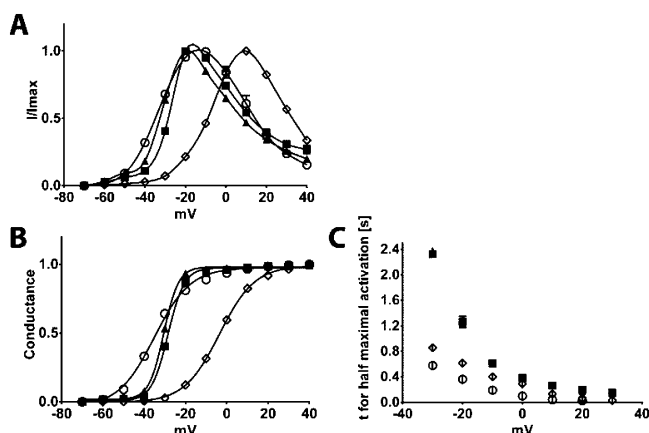 A
I/Imax
1.0
0.5
0.0
-80 -60 -40 -20 0 20 40
mV
B
Conductance
1.0
0.5
0.0
-80 -60 -40 -20 0 20 40
mV
C
t for half maximal activation [s]
2.4
2.0
1.6
1.2
0.8
0.4
0.0
-40 -20 0 20 40
mV